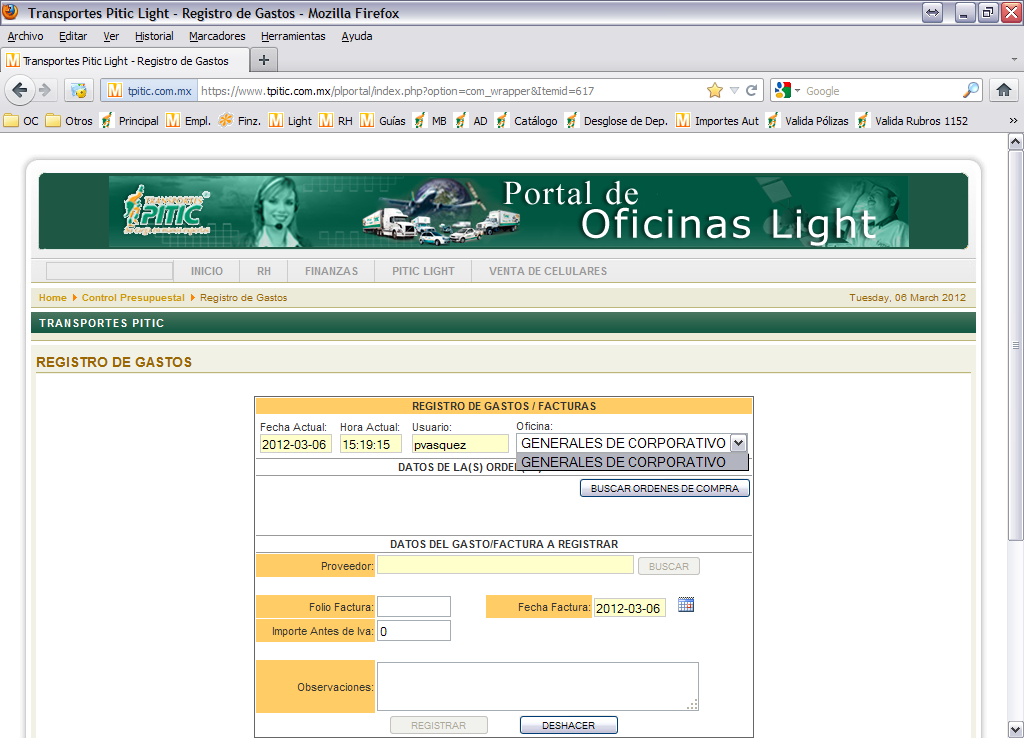 Transportes Pitic Light - Registro de Gastos - Mozilla Firefox
Archivo Editar Ver Historial Marcadores Herramientas Ayuda
Transportes Pitic Light - Registro de Gastos
tpitic.com.mx https://www.tpitic.com.mx/plportal/index.php?option=com_wrapper&Itemid=617 Google
OC Otros Principal Empl. Finz. Light RH Guías MB AD Catálogo Desglose de Dep. Importes Aut Valida Pólizas Valida Rubros 1152 »
TRANSPORTES
PITIC
Portal de
Oficinas Light
INICIO RH FINANZAS PITIC LIGHT VENTA DE CELULARES
Home Control Presupuestal Registro de Gastos Tuesday, 06 March 2012
TRANSPORTES PITIC
REGISTRO DE GASTOS
REGISTRO DE GASTOS / FACTURAS
Fecha Actual: Hora Actual: Usuario: Oficina:
2012-03-06 15:19:15 pvasquez GENERALES DE CORPORATIVO
GENERALES DE CORPORATIVO
DATOS DE LA(S) ORDE
BUSCAR ORDENES DE COMPRA
DATOS DEL GASTO/FACTURA A REGISTRAR
Proveedor: BUSCAR
Folio Factura: Fecha Factura: 2012-03-06
Importe Antes de Iva: 0
Observaciones:
REGISTRAR DESHACER